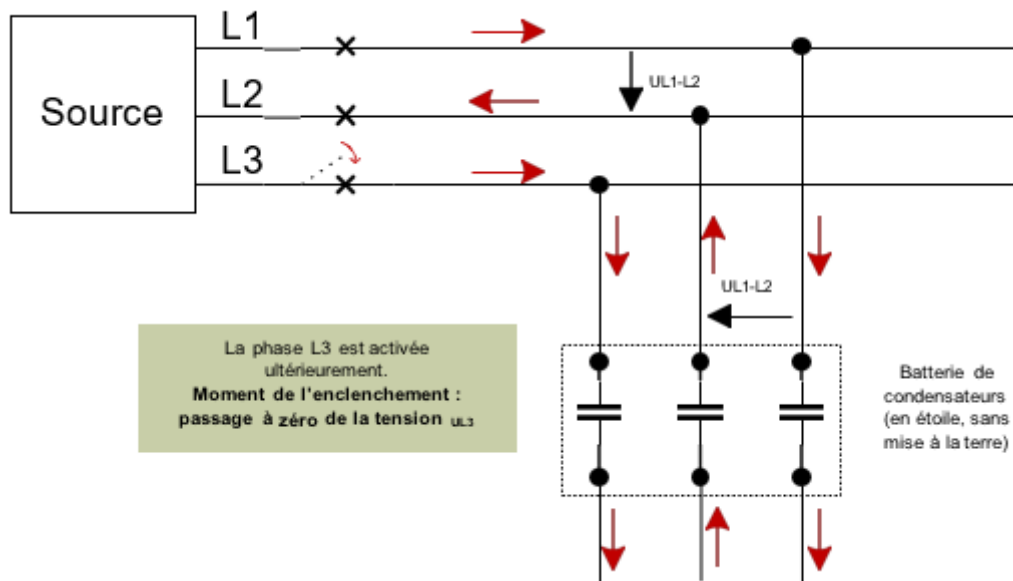 L1
UL1-L2
L2
Source
L3
UL1-L2
La phase L3 est activée
ultérieurement.
Moment de l'enclenchement :
passage à zéro de la tension UL3
Batterie de
condensateurs
(en étoile, sans
mise à la terre)